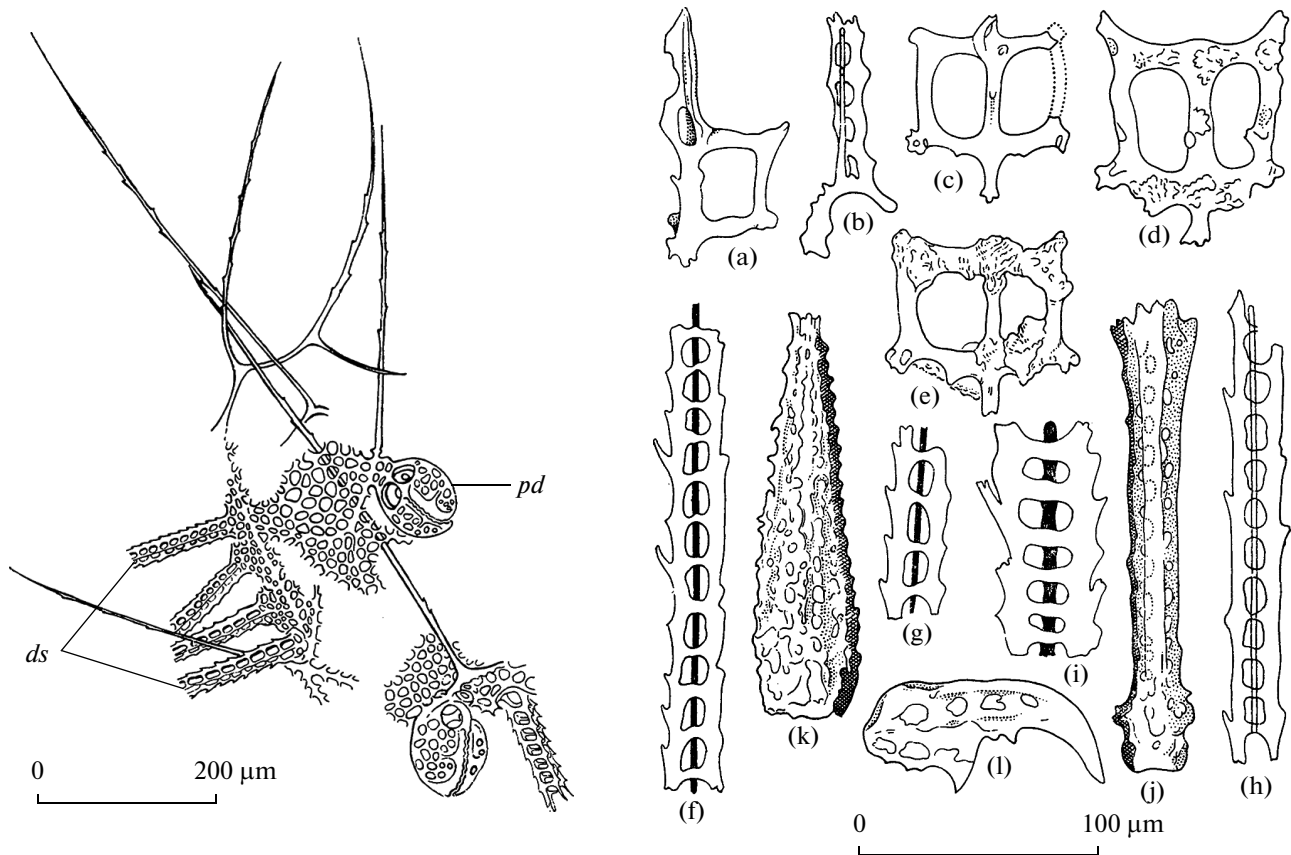 pd
ds
0 200 µm
(a)
(b)
(c)
(d)
(e)
(f)
(k)
(g)
(i)
(l)
(j)
(h)
0 100 µm